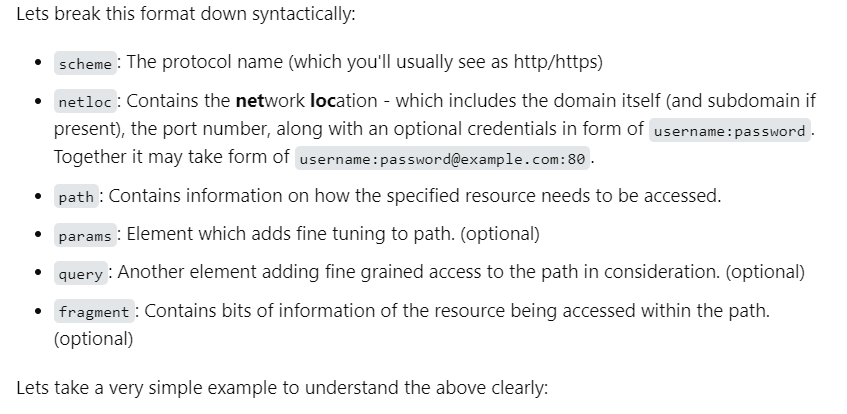 Lets break this format down syntactically:
scheme : The protocol name (which you'll usually see as http/https)
netloc : Contains the network location - which includes the domain itself (and subdomain if
present), the port number, along with an optional credentials in form of username:password .
Together it may take form of username:password@example.com:80 .
path : Contains information on how the specified resource needs to be accessed.
params : Element which adds fine tuning to path. (optional)
query : Another element adding fine grained access to the path in consideration. (optional)
fragment : Contains bits of information of the resource being accessed within the path.
(optional)
Lets take a very simple example to understand the above clearly: